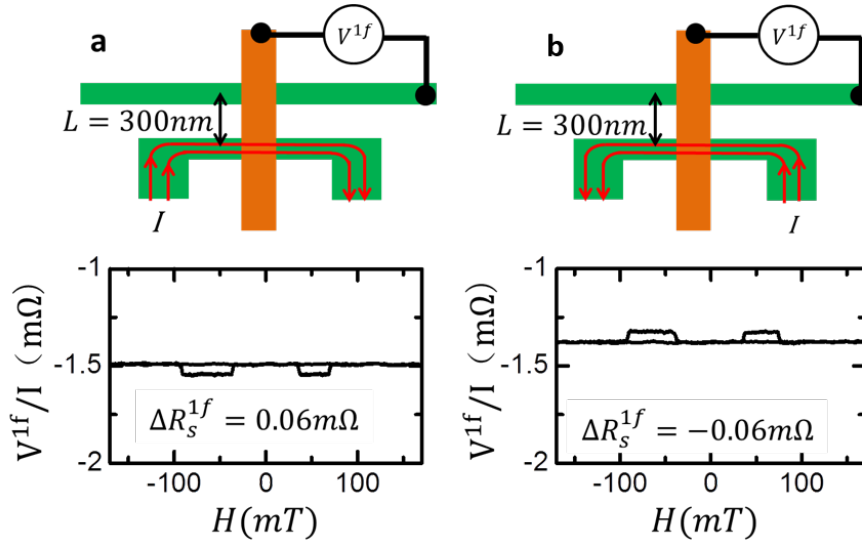 a
V^{1f}
L = 300nm
I
-1
-1.5
-2
V^{1f}/I (mΩ)
ΔR_s^{1f} = 0.06mΩ
-100
0
100
H(mT)
b
V^{1f}
L = 300nm
I
-1
-1.5
-2
V^{1f}/I (mΩ)
ΔR_s^{1f} = −0.06mΩ
-100
0
100
H(mT)